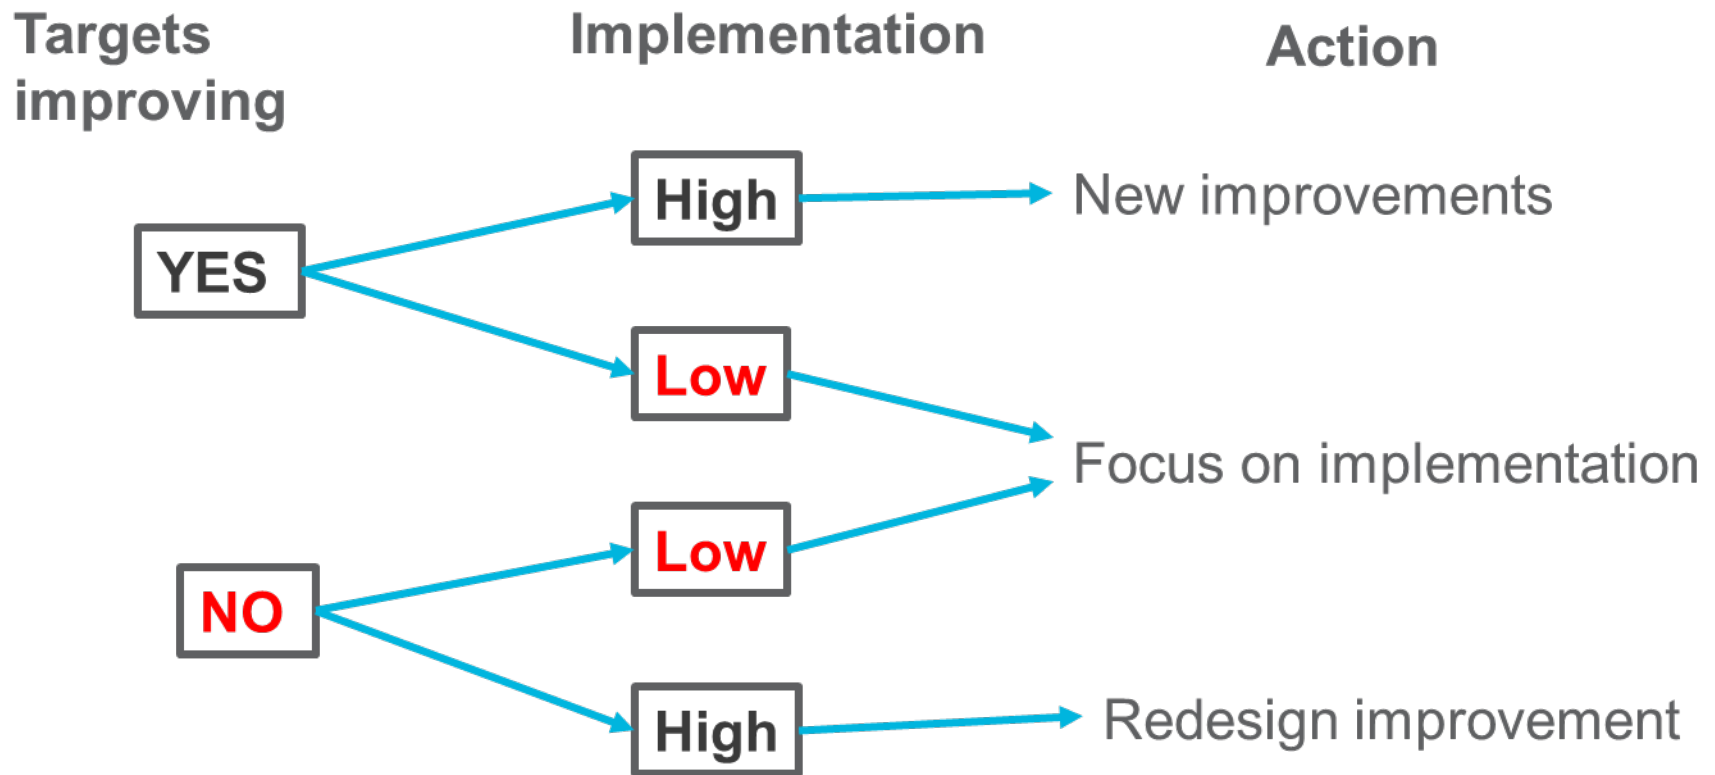 Targets
improving
Implementation
Action
YES
High
New improvements
Low
Focus on implementation
NO
Low
High
Redesign improvement